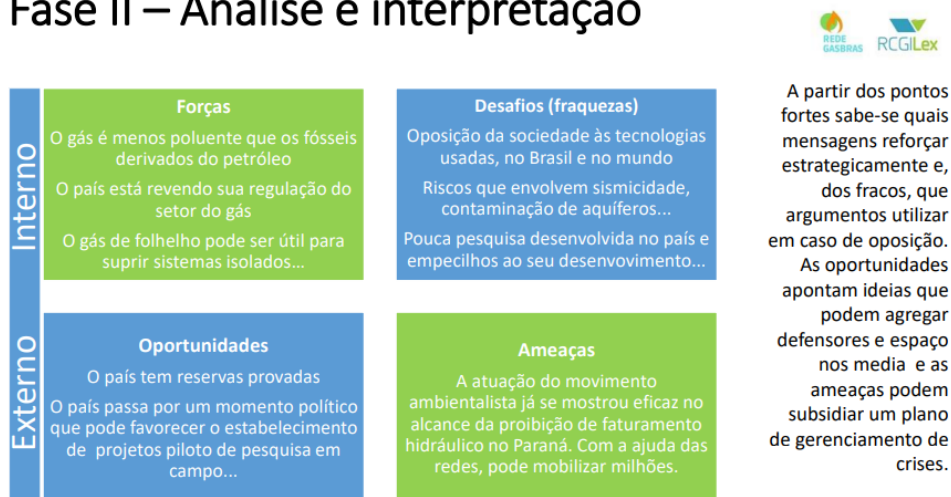 Fase II – Análise e interpretação
REDE
GASBRAS
RCGILex
Interno
Forças
O gás é menos poluente que os fósseis
derivados do petróleo
O país está revendo sua regulação do
setor do gás
O gás de folhelho pode ser útil para
suprir sistemas isolados...
Desafios (fraquezas)
Oposição da sociedade às tecnologias
usadas, no Brasil e no mundo
Riscos que envolvem sismicidade,
contaminação de aquíferos...
Pouca pesquisa desenvolvida no país e
empecilhos ao seu desenvovimento...
Externo
Oportunidades
O país tem reservas provadas
O país passa por um momento político
que pode favorecer o estabelecimento
de projetos piloto de pesquisa em
campo...
Ameaças
A atuação do movimento
ambientalista já se mostrou eficaz no
alcance da proibição de faturamento
hidráulico no Paraná. Com a ajuda das
redes, pode mobilizar milhões.
A partir dos pontos
fortes sabe-se quais
mensagens reforçar
estrategicamente e,
dos fracos, que
argumentos utilizar
em caso de oposição.
As oportunidades
apontam ideias que
podem agregar
defensores e espaço
nos media e as
ameaças podem
subsidiar um plano
de gerenciamento de
crises.